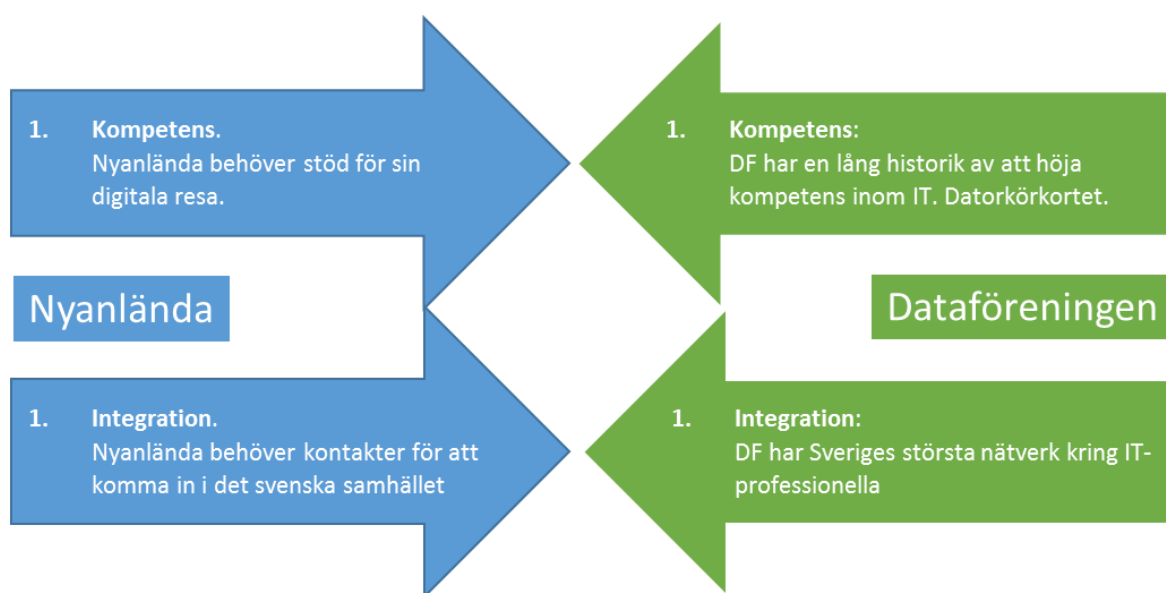 1. Kompetens.
Nyanlända behöver stöd för sin
digitala resa.
1. Kompetens:
DF har en lång historik av att höja
kompetens inom IT. Datorkörkortet.
Nyanlända
Dataföreningen
1. Integration.
Nyanlända behöver kontakter för att
komma in i det svenska samhället
1. Integration:
DF har Sveriges största nätverk kring IT-
professionella